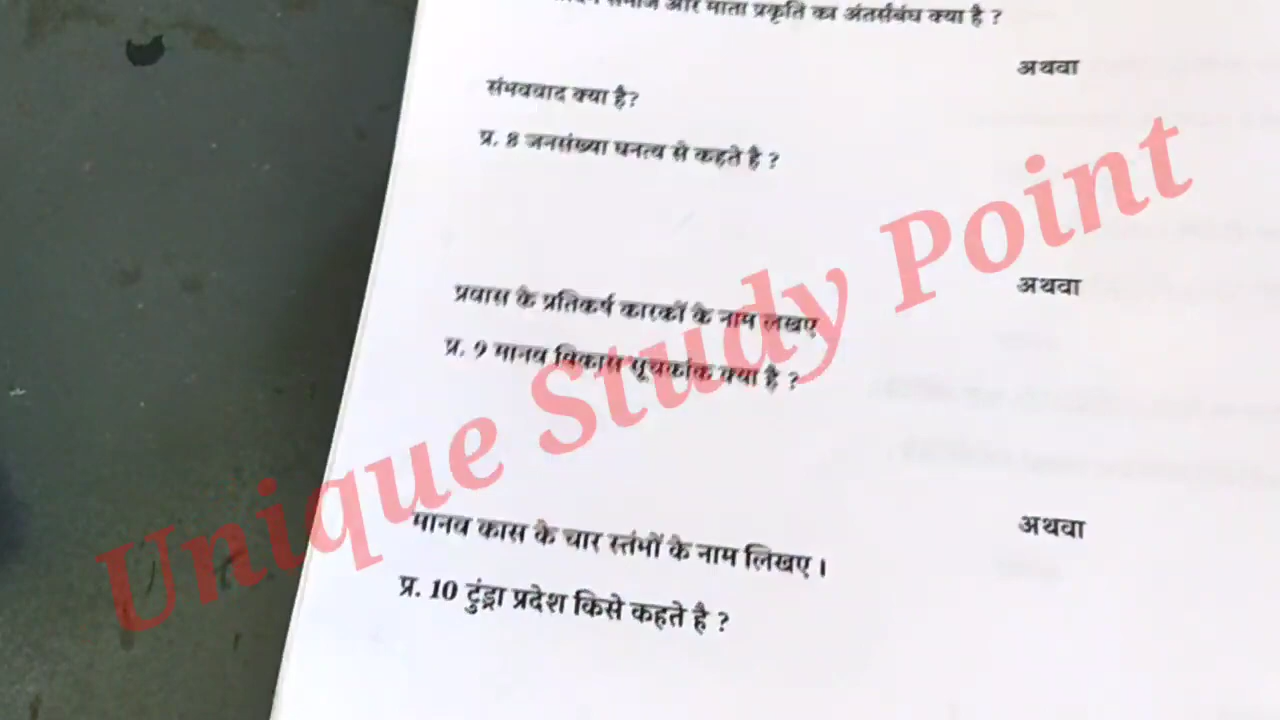 समाज और माता प्रकृति का अंतर्संबंध क्या है ?
अथवा
संभववाद क्या है?
प्र. 8 जनसंख्या घनत्व से कहते है ?
अथवा
प्रवास के प्रतिकर्ष कारकों के नाम लखए
प्र. 9 मानव विकास सूचकांक क्या है ?
अथवा
मानव कास के चार स्तंभों के नाम लिखए ।
प्र. 10 टुंड्रा प्रदेश किसे कहते है ?
Unique Study Point